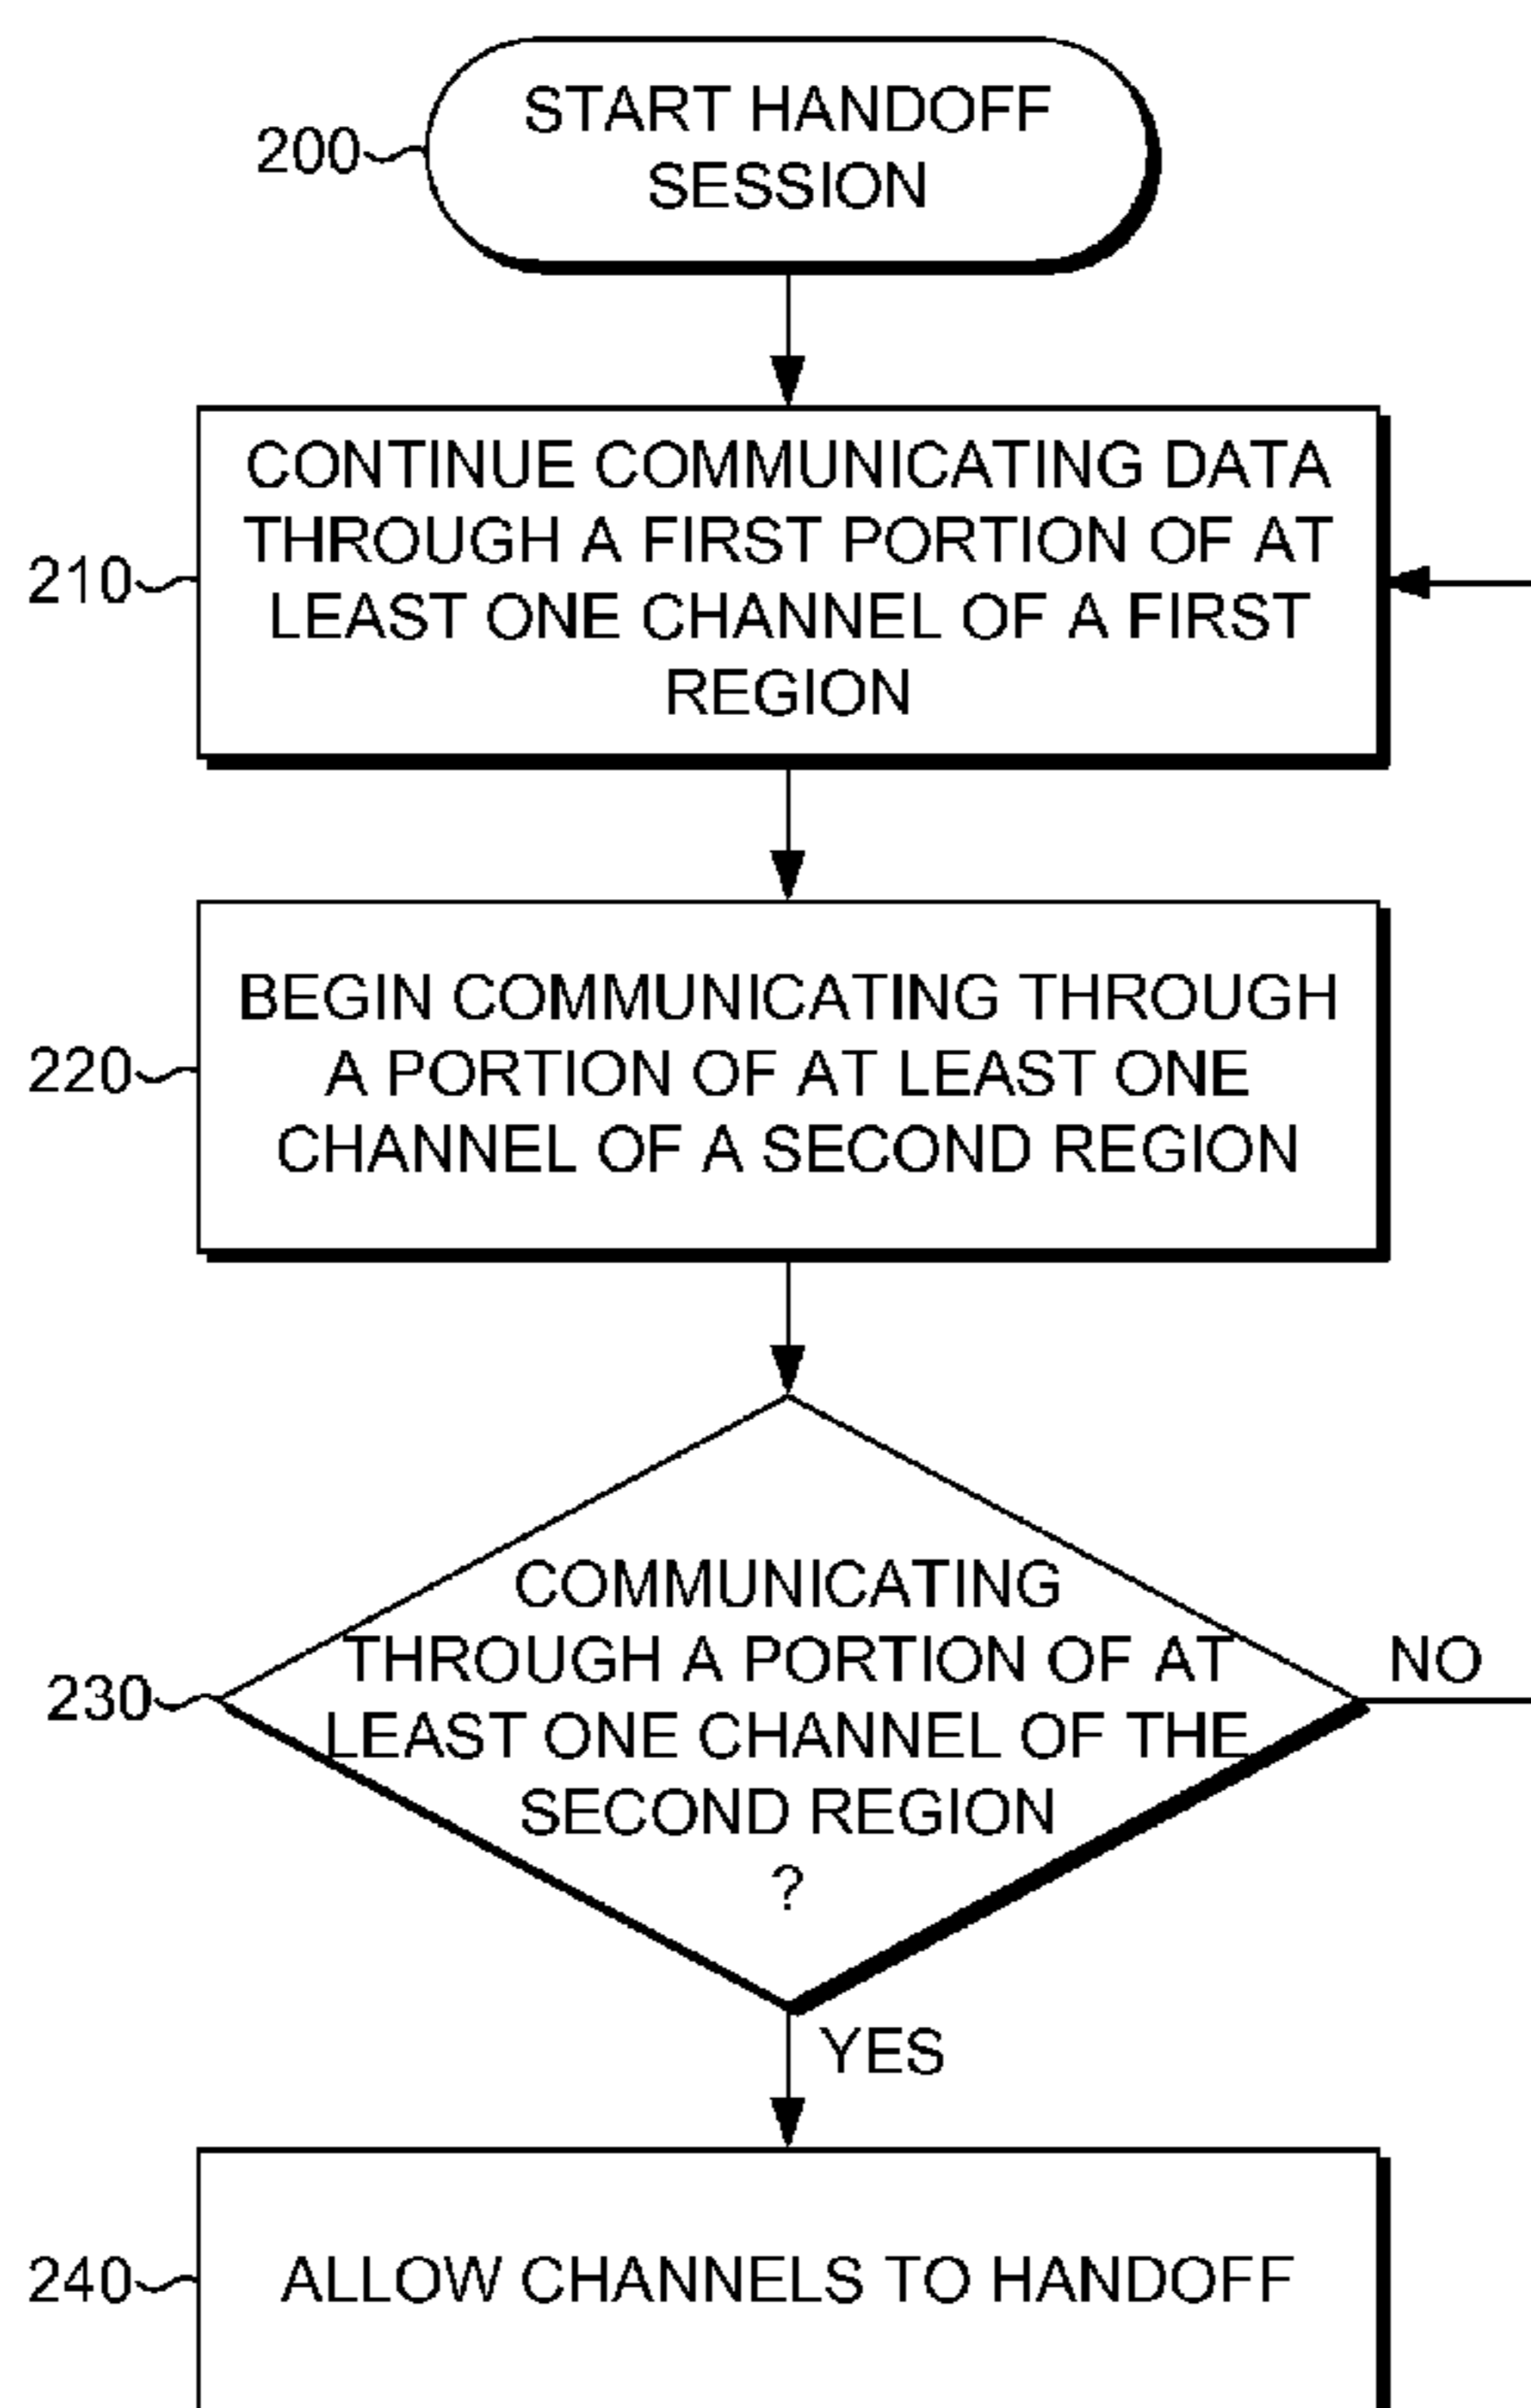 START HANDOFF
SESSION
200
CONTINUE COMMUNICATING DATA
THROUGH A FIRST PORTION OF AT
LEAST ONE CHANNEL OF A FIRST
REGION
210
BEGIN COMMUNICATING THROUGH
A PORTION OF AT LEAST ONE
CHANNEL OF A SECOND REGION
220
COMMUNICATING
THROUGH A PORTION OF AT
LEAST ONE CHANNEL OF THE
SECOND REGION
?
230
NO
YES
ALLOW CHANNELS TO HANDOFF
240